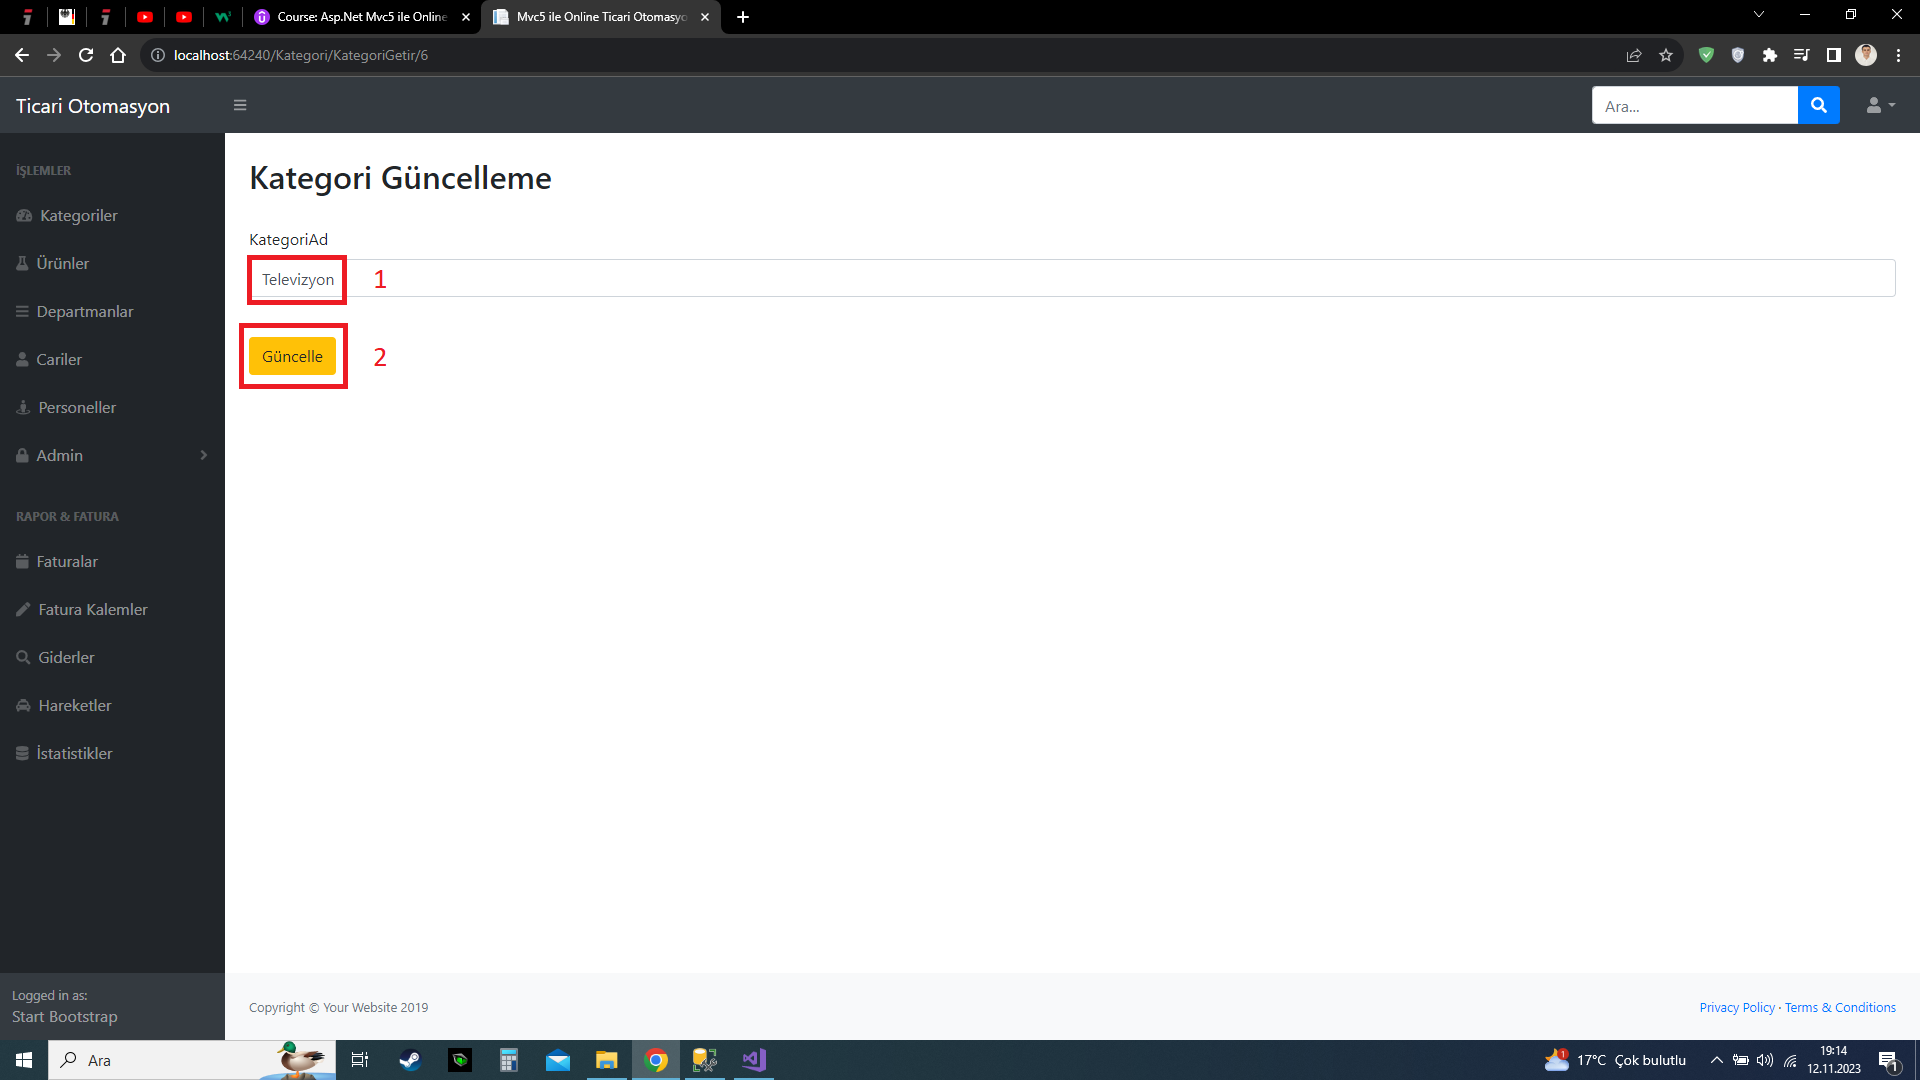 Course: Asp.Net Mvc5 ile Online
Mvc5 ile Online Ticari Otomasyo
localhost:64240/Kategori/KategoriGetir/6
Ticari Otomasyon
Ara...
İŞLEMLER
Kategoriler
Ürünler
Departmanlar
Cariler
Personeller
Admin
RAPOR & FATURA
Faturalar
Fatura Kalemler
Giderler
Hareketler
İstatistikler
Logged in as:
Start Bootstrap
Kategori Güncelleme
KategoriAd
Televizyon 1
Güncelle 2
Copyright © Your Website 2019
Privacy Policy · Terms & Conditions
Ara
1
17°C Çok bulutlu
19:14
12.11.2023
1